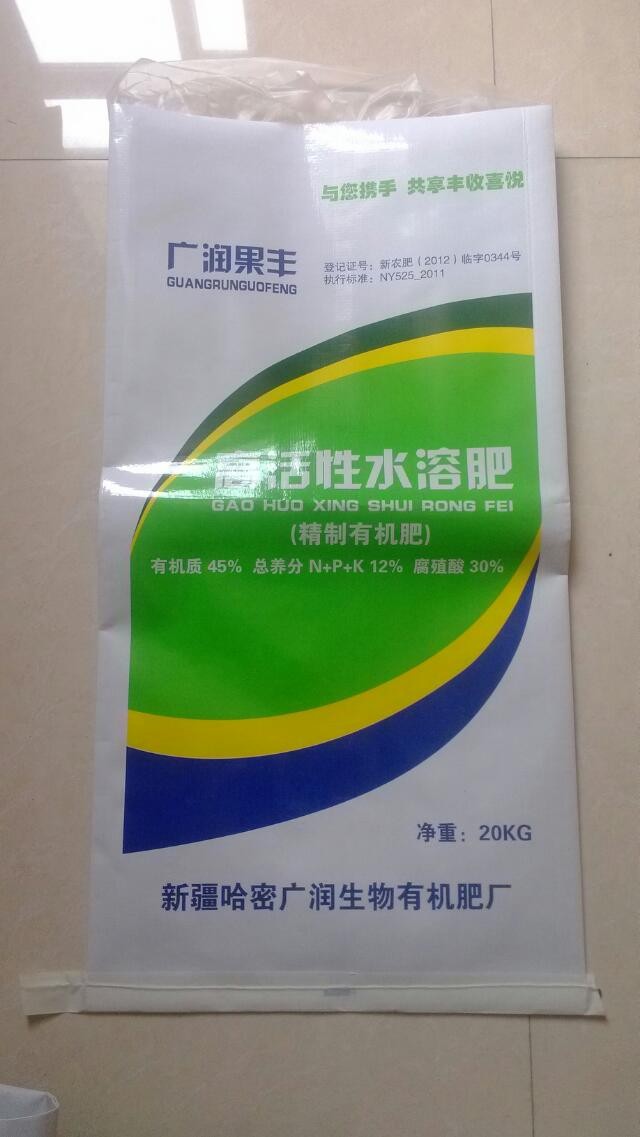 与您携手 共享丰收喜悦
广润果丰
GUANGRUNGUOFENG
登记证号：新农肥（2012）临字0344号
执行标准：NY525_2011
高活性水溶肥
GAO HUO XING SHUI RONG FEI
(精制有机肥)
有机质 45% 总养分 N+P+K 12% 腐殖酸 30%
净重：20KG
新疆哈密广润生物有机肥厂